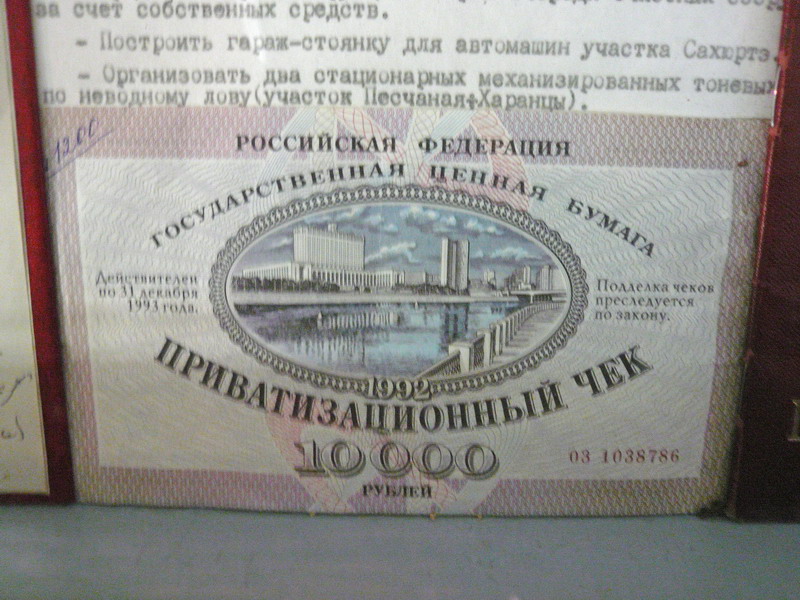 за счет собственных средств.
- Построить гараж-стоянку для автомашин участка Сахюртэ.
- Организовать два стационарных механизированных тоневых
по неводному лову(участок Песчаная+Харанцы).
1200
РОССИЙСКАЯ ФЕДЕРАЦИЯ
ГОСУДАРСТВЕННАЯ ЦЕННАЯ БУМАГА
Действителен
по 31 декабря
1993 года.
Подделка чеков
преследуется
по закону.
1992
ПРИВАТИЗАЦИОННЫЙ ЧЕК
10000
РУБЛЕЙ
03 1038786